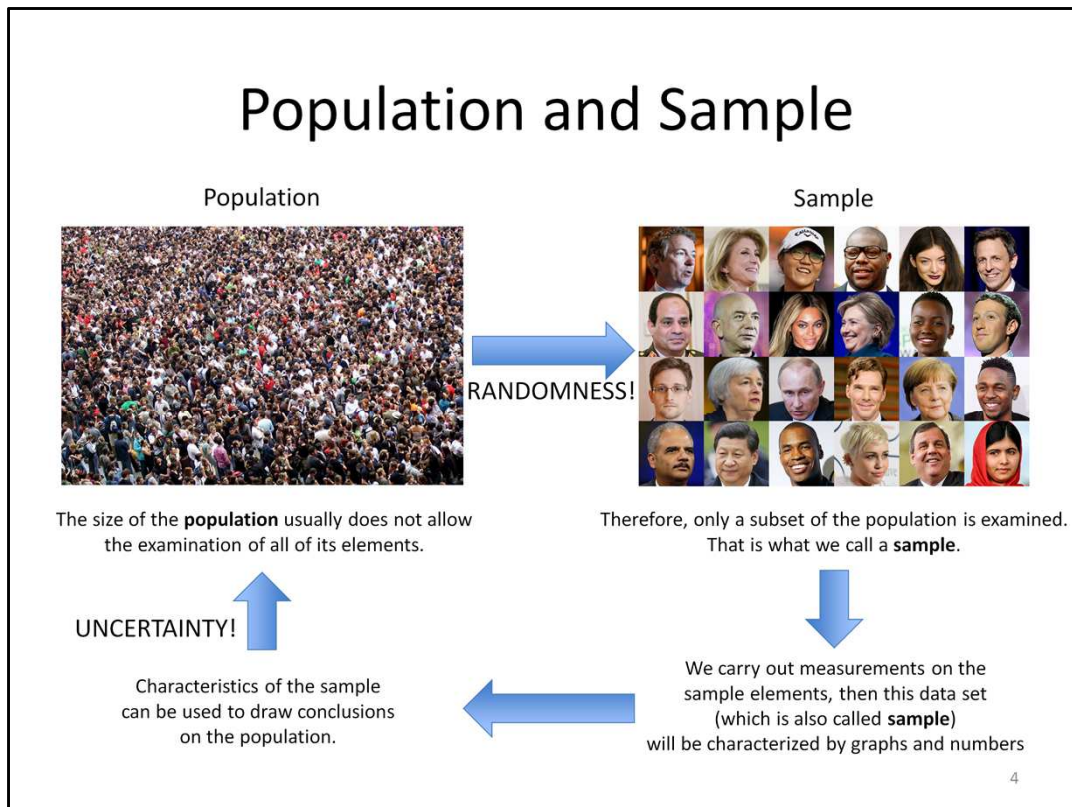 Population and Sample
Population
Sample
RANDOMNESS!
The size of the population usually does not allow
the examination of all of its elements.
Therefore, only a subset of the population is examined.
That is what we call a sample.
UNCERTAINTY!
We carry out measurements on the
sample elements, then this data set
(which is also called sample)
will be characterized by graphs and numbers
Characteristics of the sample
can be used to draw conclusions
on the population.
4